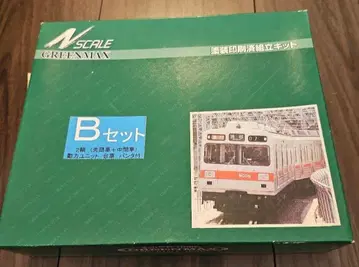 N SCALE
GREENMAX
塗装印刷済組立キット
Bセット
2輌(先頭車+中間車)
動力ユニット/台車/パンタ付